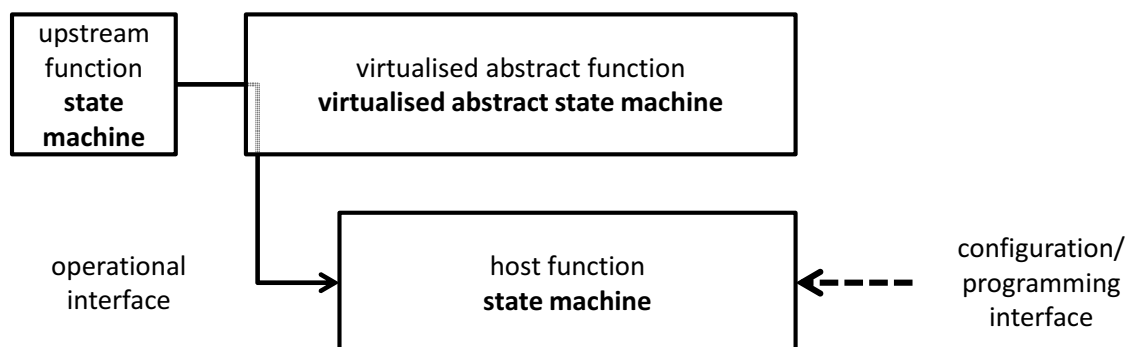 upstream
function
state
machine
virtualised abstract function
virtualised abstract state machine
operational
interface
host function
state machine
configuration/
programming
interface